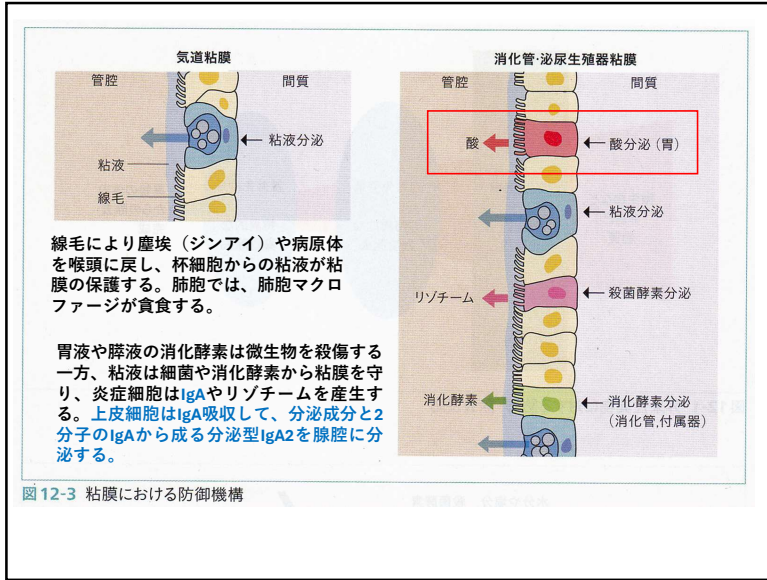 気道粘膜
管腔
間質
粘液分泌
粘液
線毛
線毛により塵埃（ジンアイ）や病原体
を喉頭に戻し、杯細胞からの粘液が粘
膜の保護する。肺胞では、肺胞マクロ
ファージが貪食する。
胃液や膵液の消化酵素は微生物を殺傷する
一方、粘液は細菌や消化酵素から粘膜を守
り、炎症細胞はIgAやリゾチームを産生す
る。上皮細胞はIgA吸収して、分泌成分と2
分子のIgAから成る分泌型IgA2を腺腔に分
泌する。
消化管・泌尿生殖器粘膜
管腔
間質
酸
酸分泌（胃）
粘液分泌
リゾチーム
殺菌酵素分泌
消化酵素
消化酵素分泌
（消化管,付属器）
図12-3 粘膜における防御機構